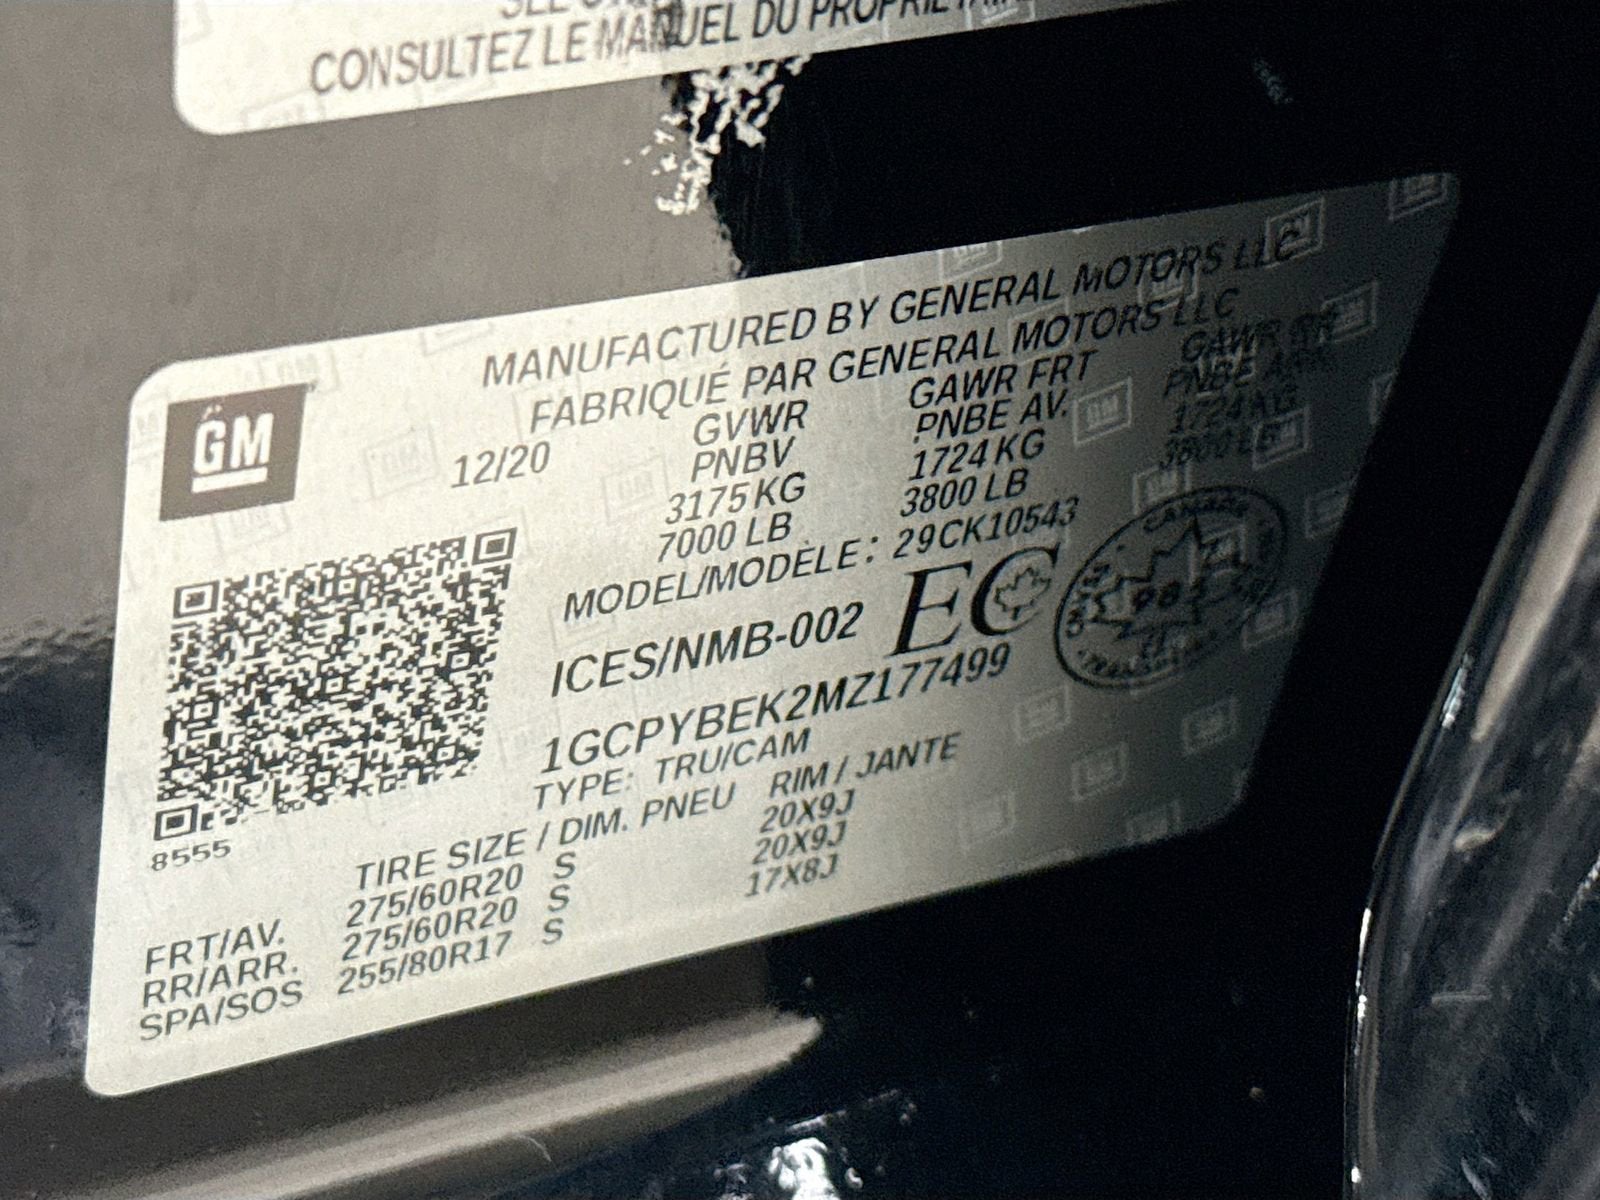 CONSULTEZ LE MANUEL DU PROPRIÉTAIRE
MANUFACTURED BY GENERAL MOTORS LLC
FABRIQUÉ PAR GENERAL MOTORS LLC
GM
12/20
GVWR GAWR FRT GAWR RR
PNBV PNBE AV. PNBE ARR.
3175 KG 1724 KG 1724 KG
7000 LB 3800 LB 3800 LB
MODEL/MODÈLE: 29CK10543
ICES/NMB-002 EC
CANADA
1GCPYBEK2MZ177499
TYPE: TRU/CAM
8555
TIRE SIZE / DIM. PNEU RIM / JANTE
FRT/AV. 275/60R20 S 20X9J
RR/ARR. 275/60R20 S 20X9J
SPA/SOS 255/80R17 S 17X8J